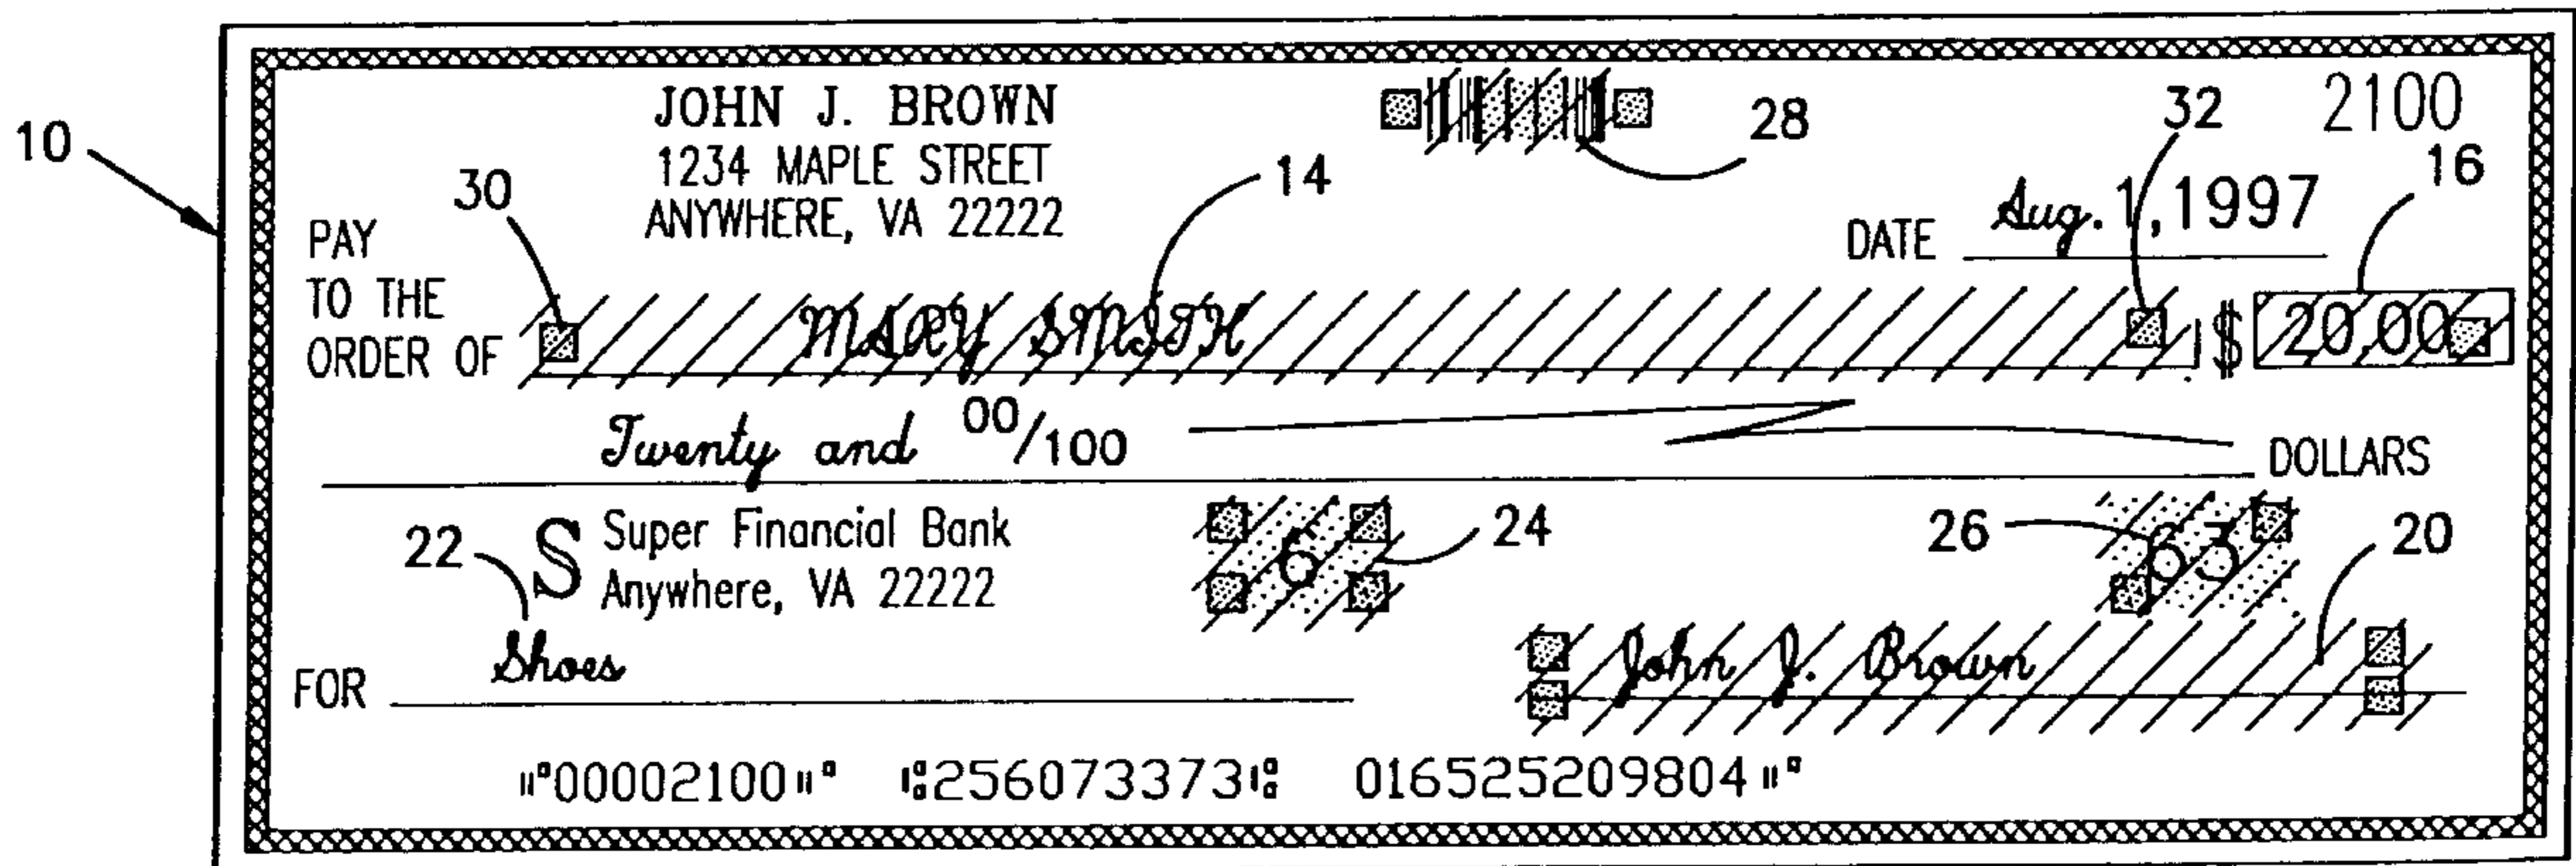 JOHN J. BROWN
1234 MAPLE STREET
ANYWHERE, VA 22222
2100
10
28
32
16
30
14
DATE Aug. 1, 1997
PAY
TO THE
ORDER OF MARY SMITH $ 20.00
Twenty and 00/100 DOLLARS
22
S Super Financial Bank
Anywhere, VA 22222
6
24
26
63
20
FOR Shoes
John J. Brown
⑈00002100⑈ ⑆256073373⑆ 016525209804⑈